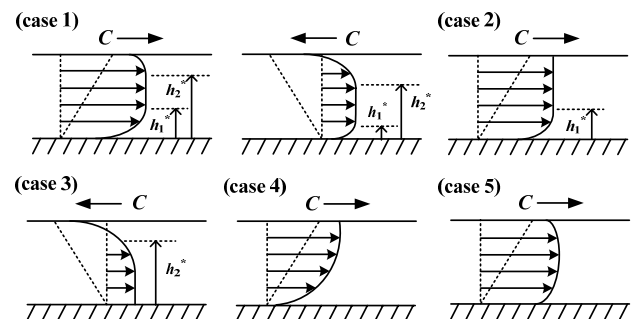 (case 1)
C
h₂*
h₁*
C
h₁*
h₂*
(case 2)
C
h₁*
(case 3)
C
h₂*
(case 4)
C
(case 5)
C